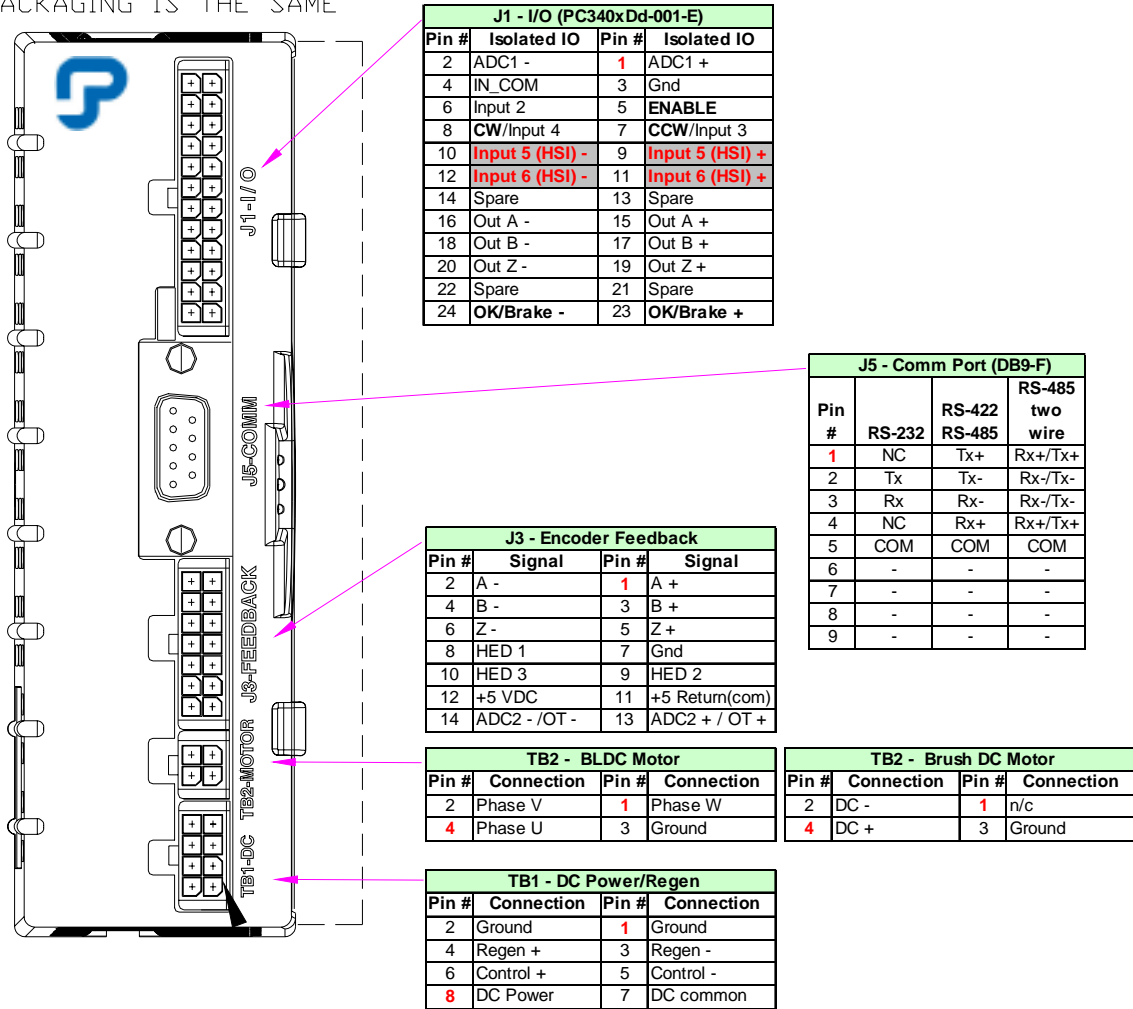 ACKAGING IS THE SAME
J1 - I/O (PC340xDd-001-E)
Pin # Isolated IO Pin # Isolated IO
2 ADC1 - 1 ADC1 +
4 IN_COM 3 Gnd
6 Input 2 5 ENABLE
8 CW/Input 4 7 CCW/Input 3
10 Input 5 (HSI) - 9 Input 5 (HSI) +
12 Input 6 (HSI) - 11 Input 6 (HSI) +
14 Spare 13 Spare
16 Out A - 15 Out A +
18 Out B - 17 Out B +
20 Out Z - 19 Out Z +
22 Spare 21 Spare
24 OK/Brake - 23 OK/Brake +
J1-I/O
J5-COMM
J3-FEEDBACK
TB2-MOTOR
TB1-DC
J5 - Comm Port (DB9-F)
Pin # RS-232 RS-422 RS-485 RS-485 two wire
1 NC Tx+ Rx+/Tx+
2 Tx Tx- Rx-/Tx-
3 Rx Rx- Rx-/Tx-
4 NC Rx+ Rx+/Tx+
5 COM COM COM
6 - - -
7 - - -
8 - - -
9 - - -
J3 - Encoder Feedback
Pin # Signal Pin # Signal
2 A - 1 A +
4 B - 3 B +
6 Z - 5 Z +
8 HED 1 7 Gnd
10 HED 3 9 HED 2
12 +5 VDC 11 +5 Return(com)
14 ADC2 - /OT - 13 ADC2 + / OT +
TB2 - BLDC Motor
Pin # Connection Pin # Connection
2 Phase V 1 Phase W
4 Phase U 3 Ground
TB2 - Brush DC Motor
Pin # Connection Pin # Connection
2 DC - 1 n/c
4 DC + 3 Ground
TB1 - DC Power/Regen
Pin # Connection Pin # Connection
2 Ground 1 Ground
4 Regen + 3 Regen -
6 Control + 5 Control -
8 DC Power 7 DC common